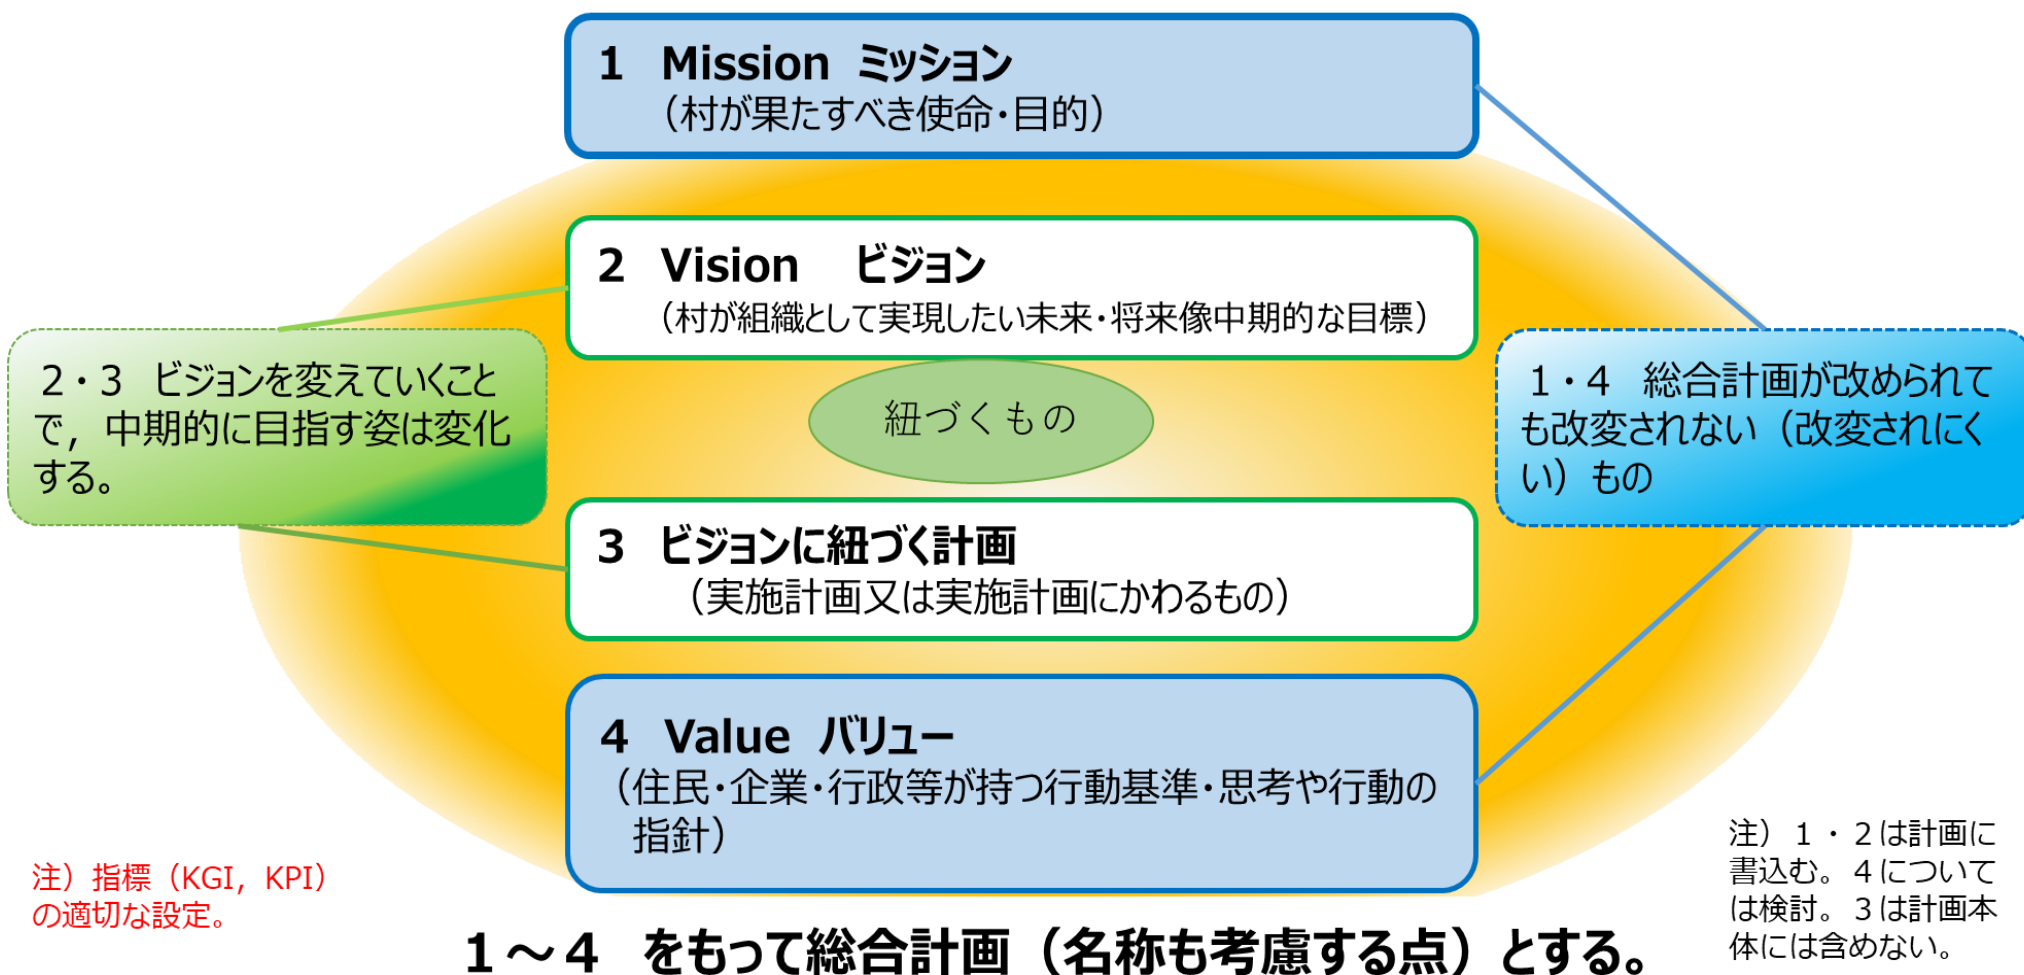 1 Mission ミッション
（村が果たすべき使命・目的）
2 Vision ビジョン
（村が組織として実現したい未来・将来像中期的な目標）
２・３ ビジョンを変えていくこと
で，中期的に目指す姿は変化
する。
紐づくもの
１・４ 総合計画が改められて
も改変されない（改変されにく
い）もの
3 ビジョンに紐づく計画
（実施計画又は実施計画にかわるもの）
4 Value バリュー
（住民・企業・行政等が持つ行動基準・思考や行動の
指針）
注）指標（KGI，KPI）
の適切な設定。
注）１・２は計画に
書込む。４について
は検討。３は計画本
体には含めない。
１～４ をもって総合計画（名称も考慮する点）とする。